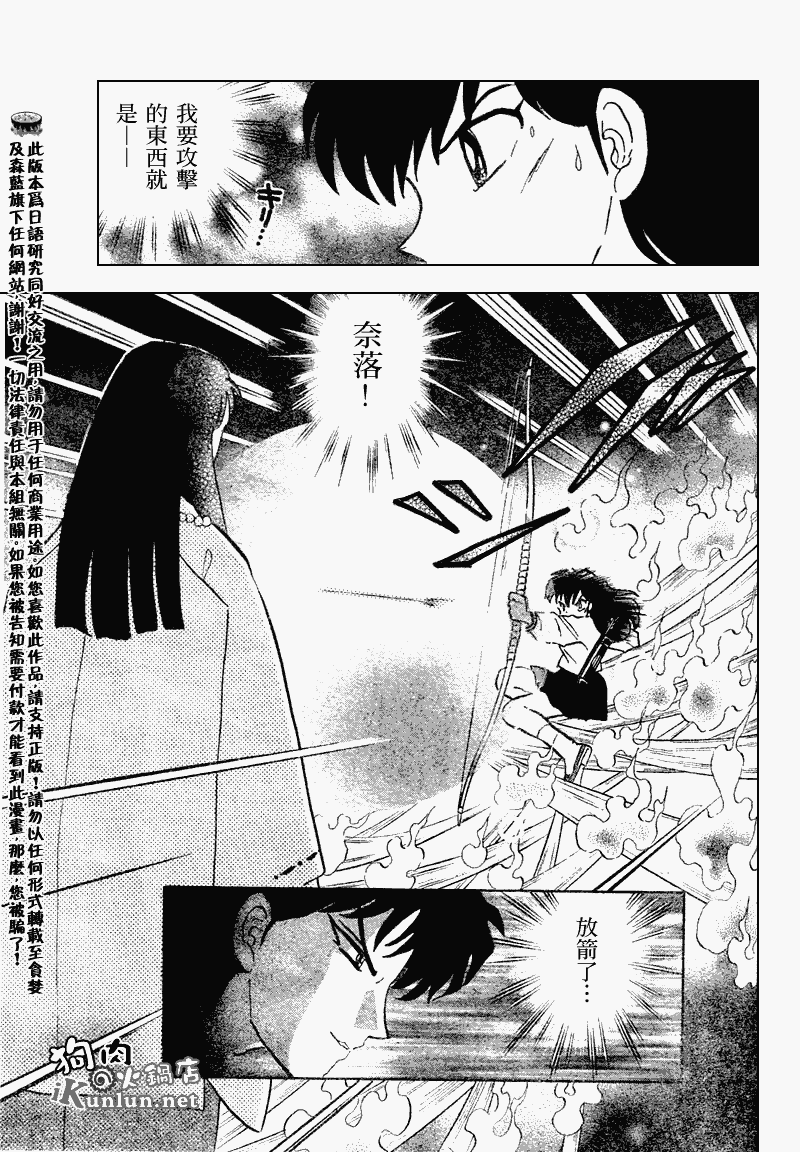 我要攻擊
的東西就
是——
キリ…
奈落！
放箭了…
此版本爲日語研究同好交流之用,請勿用于任何商業用途。如您喜歡此作品,請支持正版！請勿以任何形式轉載至貪婪
及森藍旗下任何網站,謝謝！一切法律責任與本組無關。如果您被告知需要付款才能看到此漫畫,那麼,您被騙了！
狗肉
火鍋店
iKunlun.net